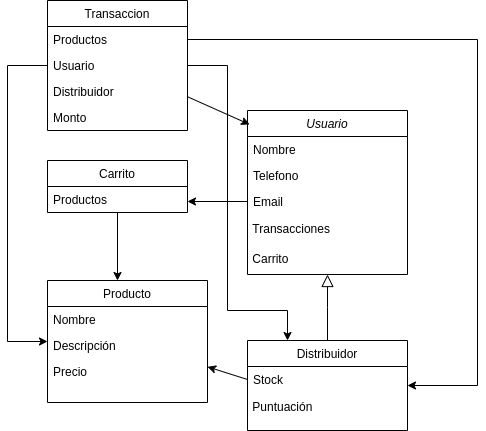 Transaccion
Productos
Usuario
Distribuidor
Monto
Usuario
Nombre
Telefono
Email
Transacciones
Carrito
Carrito
Productos
Producto
Nombre
Descripción
Precio
Distribuidor
Stock
Puntuación